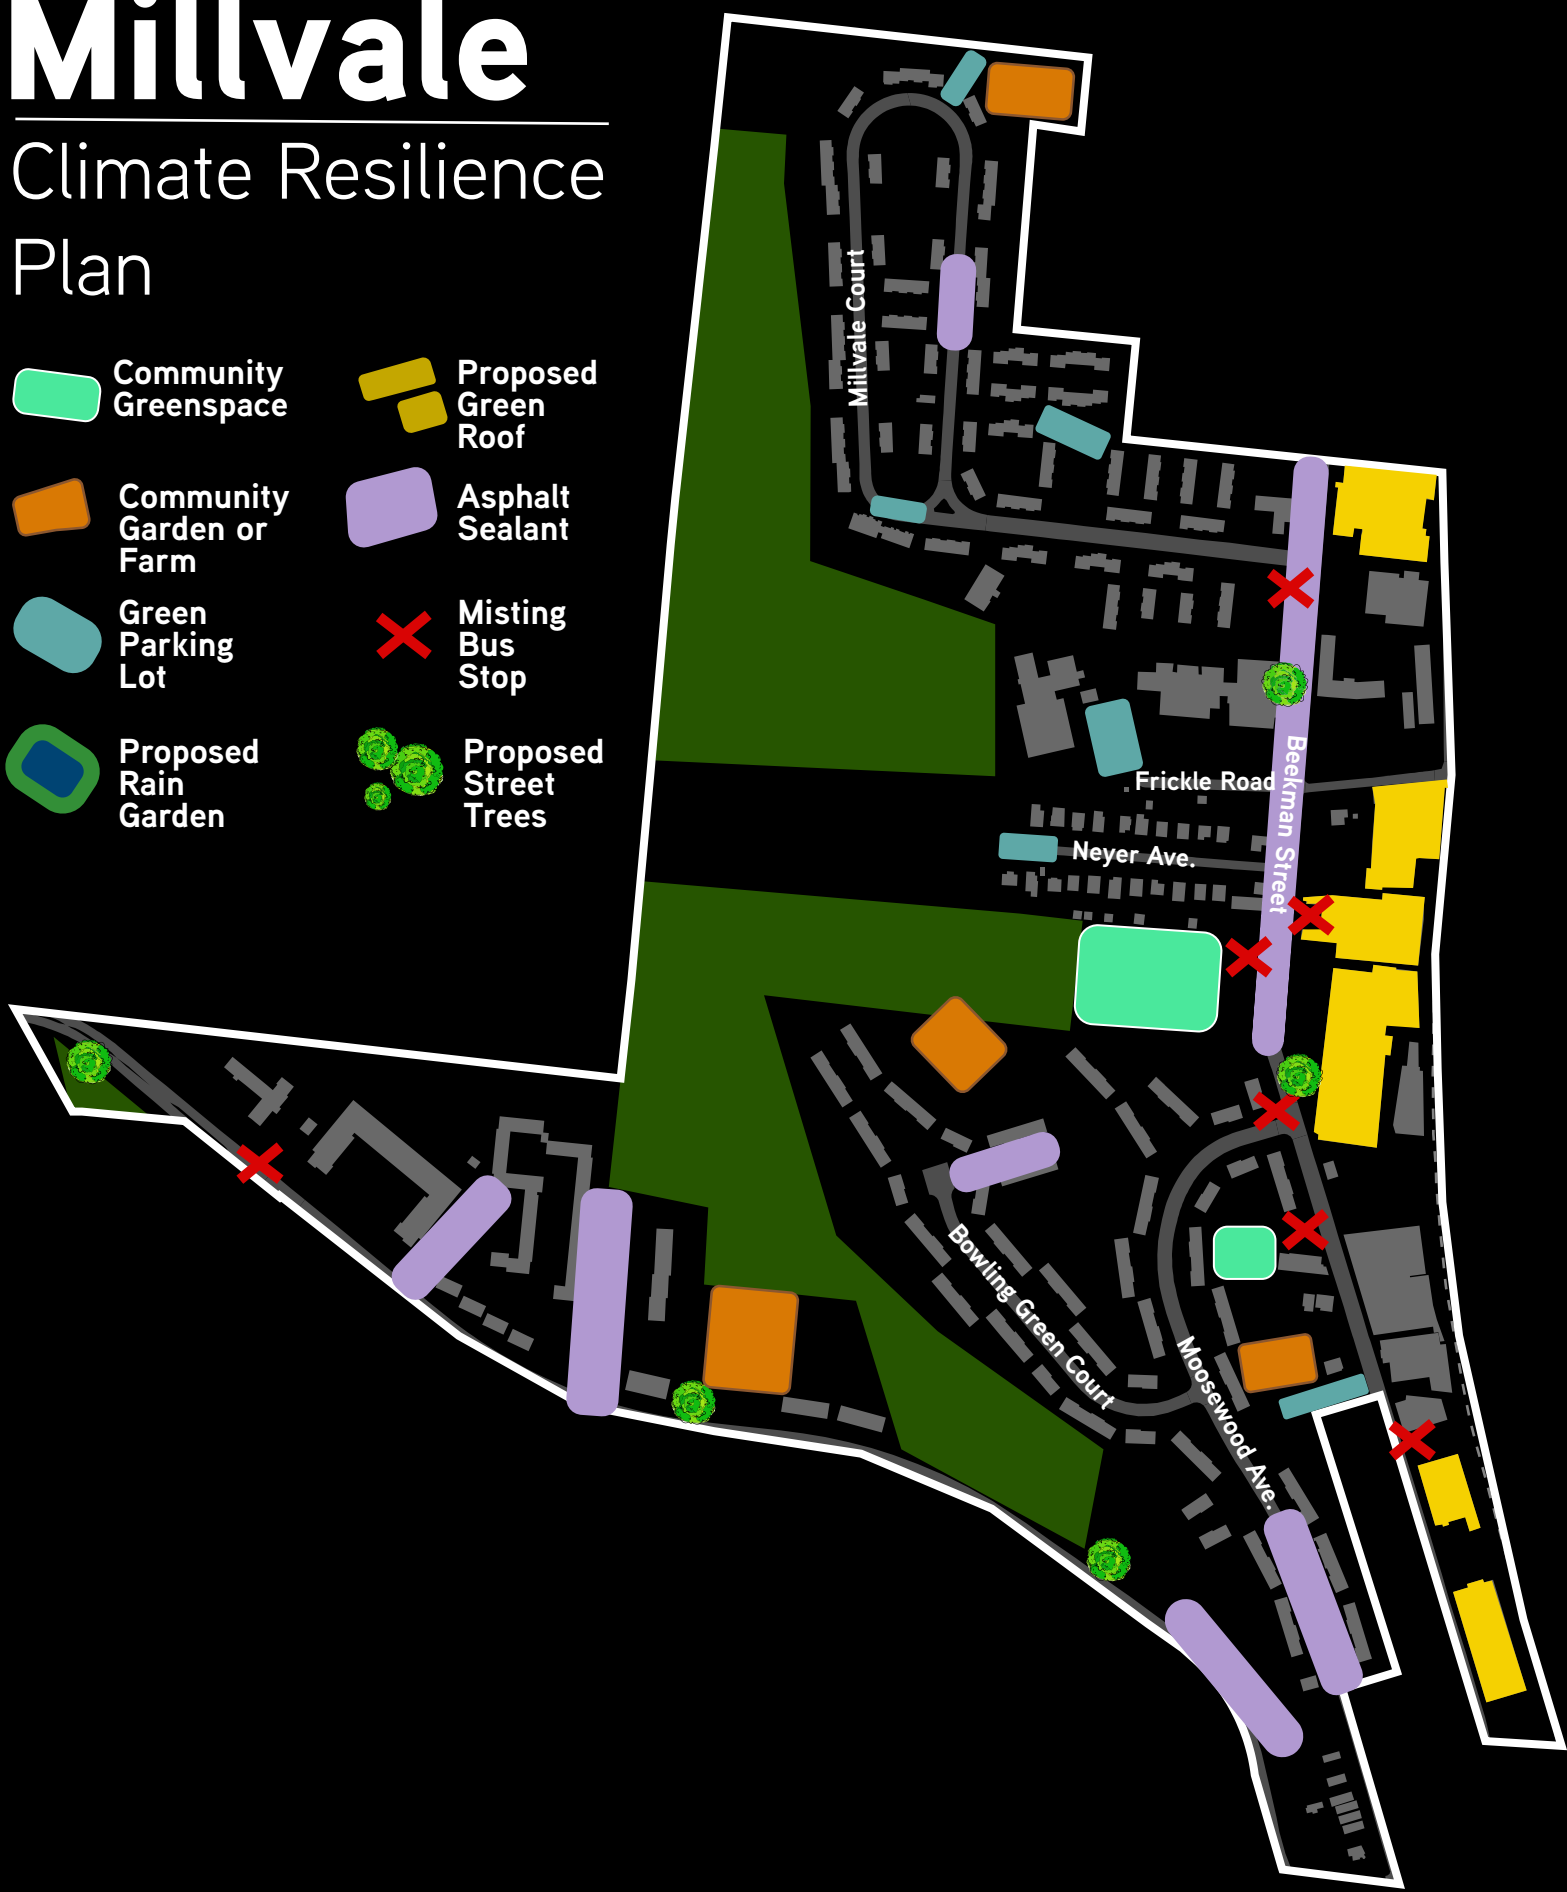 Millvale
Climate Resilience
Plan
Community
Greenspace
Proposed
Green
Roof
Community
Garden or
Farm
Asphalt
Sealant
Green
Parking
Lot
Misting
Bus
Stop
Proposed
Rain
Garden
Proposed
Street
Trees
Millvale Court
Beekman Street
Frickle Road
Neyer Ave.
Bowling Green Court
Moosewood Ave.